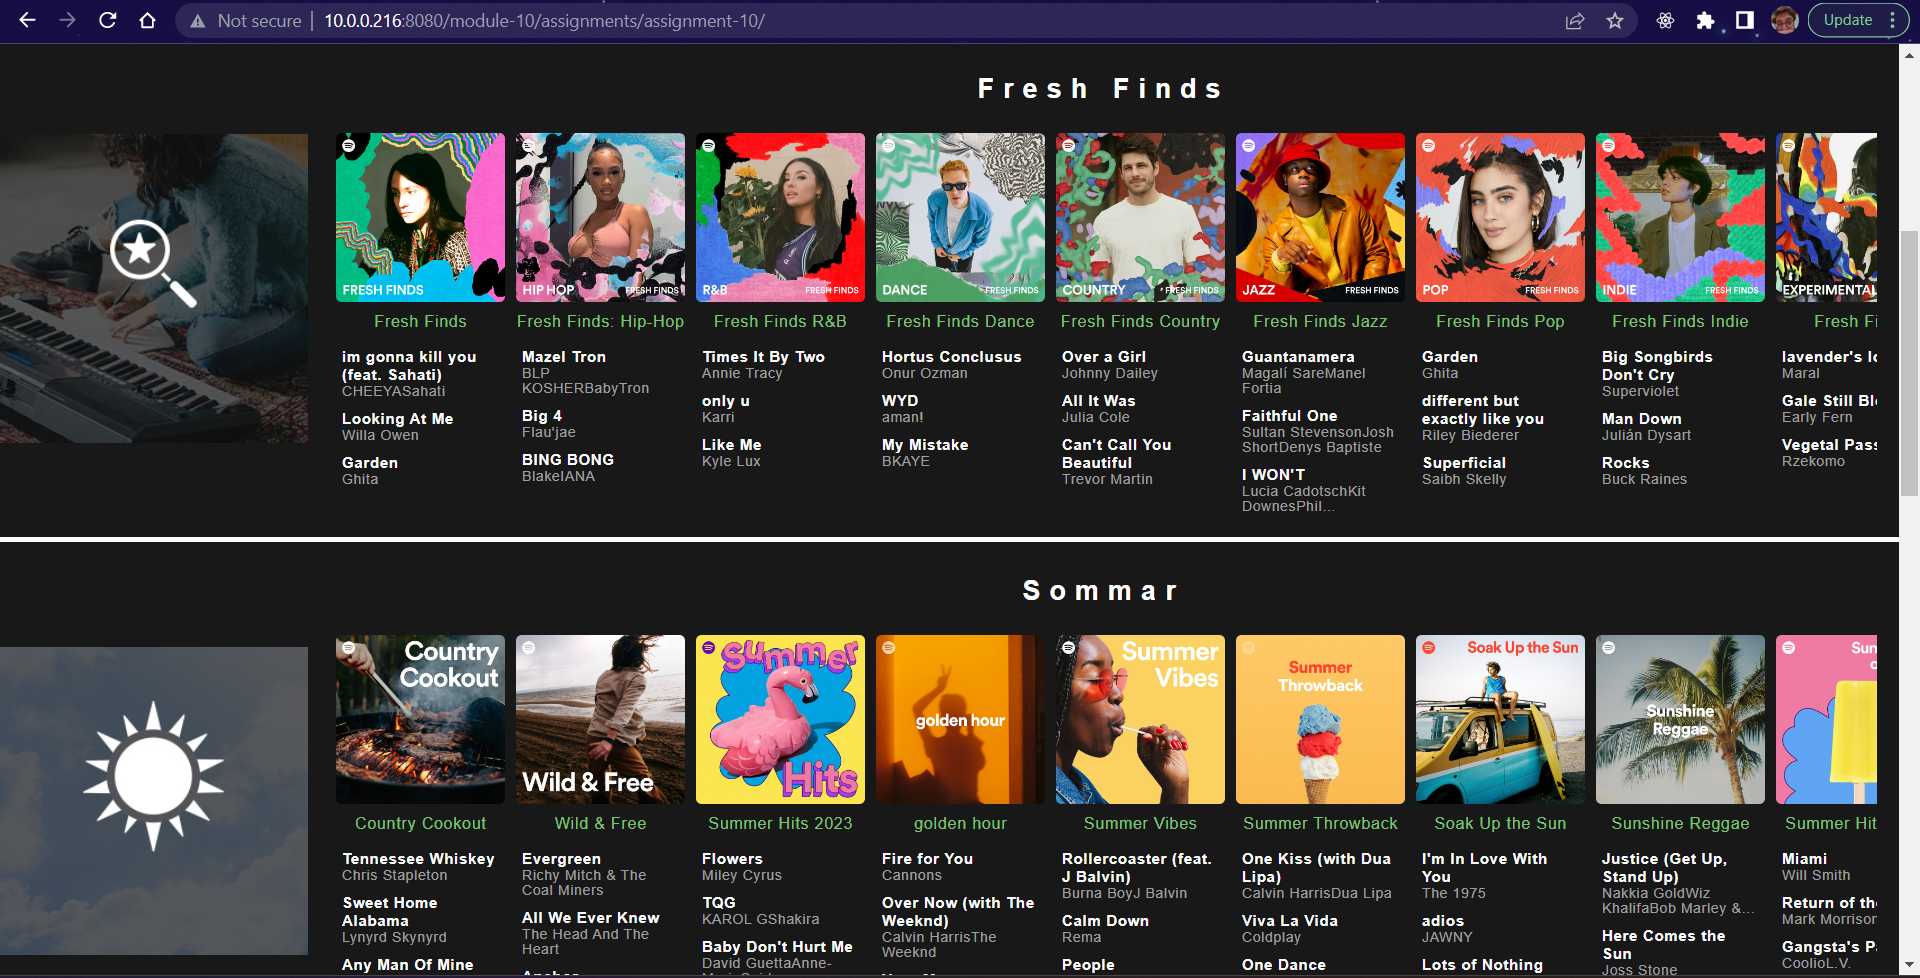 Not secure | 10.0.0.216:8080/module-10/assignments/assignment-10/
Update
Fresh Finds
FRESH FINDS
HIP HOP
FRESH FINDS
R&B
FRESH FINDS
DANCE
FRESH FINDS
COUNTRY
FRESH FINDS
JAZZ
FRESH FINDS
POP
FRESH FINDS
INDIE
FRESH FINDS
EXPERIMENTAL
Fresh Finds
im gonna kill you
(feat. Sahati)
CHEEYASahati
Looking At Me
Willa Owen
Garden
Ghita
Fresh Finds: Hip-Hop
Mazel Tron
BLP
KOSHERBabyTron
Big 4
Flau'jae
BING BONG
BlakeIANA
Fresh Finds R&B
Times It By Two
Annie Tracy
only u
Karri
Like Me
Kyle Lux
Fresh Finds Dance
Hortus Conclusus
Onur Ozman
WYD
aman!
My Mistake
BKAYE
Fresh Finds Country
Over a Girl
Johnny Dailey
All It Was
Julia Cole
Can't Call You
Beautiful
Trevor Martin
Fresh Finds Jazz
Guantanamera
Magalí SareManel
Fortia
Faithful One
Sultan StevensonJosh
ShortDenys Baptiste
I WON'T
Lucia CadotschKit
DownesPhil...
Fresh Finds Pop
Garden
Ghita
different but
exactly like you
Riley Biederer
Superficial
Saibh Skelly
Fresh Finds Indie
Big Songbirds
Don't Cry
Superviolet
Man Down
Julián Dysart
Rocks
Buck Raines
Fresh Fi
lavender's
Maral
Gale Still
Early Fern
Vegetal
Rzekomo
Sommar
Country
Cookout
Wild & Free
Summer
Hits
golden hour
Summer
Vibes
Summer
Throwback
Soak Up the Sun
Sunshine
Reggae
Sun
Country Cookout
Tennessee Whiskey
Chris Stapleton
Sweet Home
Alabama
Lynyrd Skynyrd
Any Man Of Mine
Wild & Free
Evergreen
Richy Mitch & The
Coal Miners
All We Ever Knew
The Head And The
Heart
Summer Hits 2023
Flowers
Miley Cyrus
TQG
KAROL GShakira
Baby Don't Hurt Me
David GuettaAnne-
golden hour
Fire for You
Cannons
Over Now (with The
Weeknd)
Calvin HarrisThe
Weeknd
Summer Vibes
Rollercoaster (feat.
J Balvin)
Burna BoyJ Balvin
Calm Down
Rema
People
Summer Throwback
One Kiss (with Dua
Lipa)
Calvin HarrisDua Lipa
Viva La Vida
Coldplay
One Dance
Soak Up the Sun
I'm In Love With
You
The 1975
adios
JAWNY
Lots of Nothing
Sunshine Reggae
Justice (Get Up,
Stand Up)
Nakkia GoldWiz
KhalifaBob Marley &...
Here Comes the
Sun
Joss Stone
Summer Hit
Miami
Will Smith
Return of the
Mark Morrison
Gangsta's
CoolioL.V.